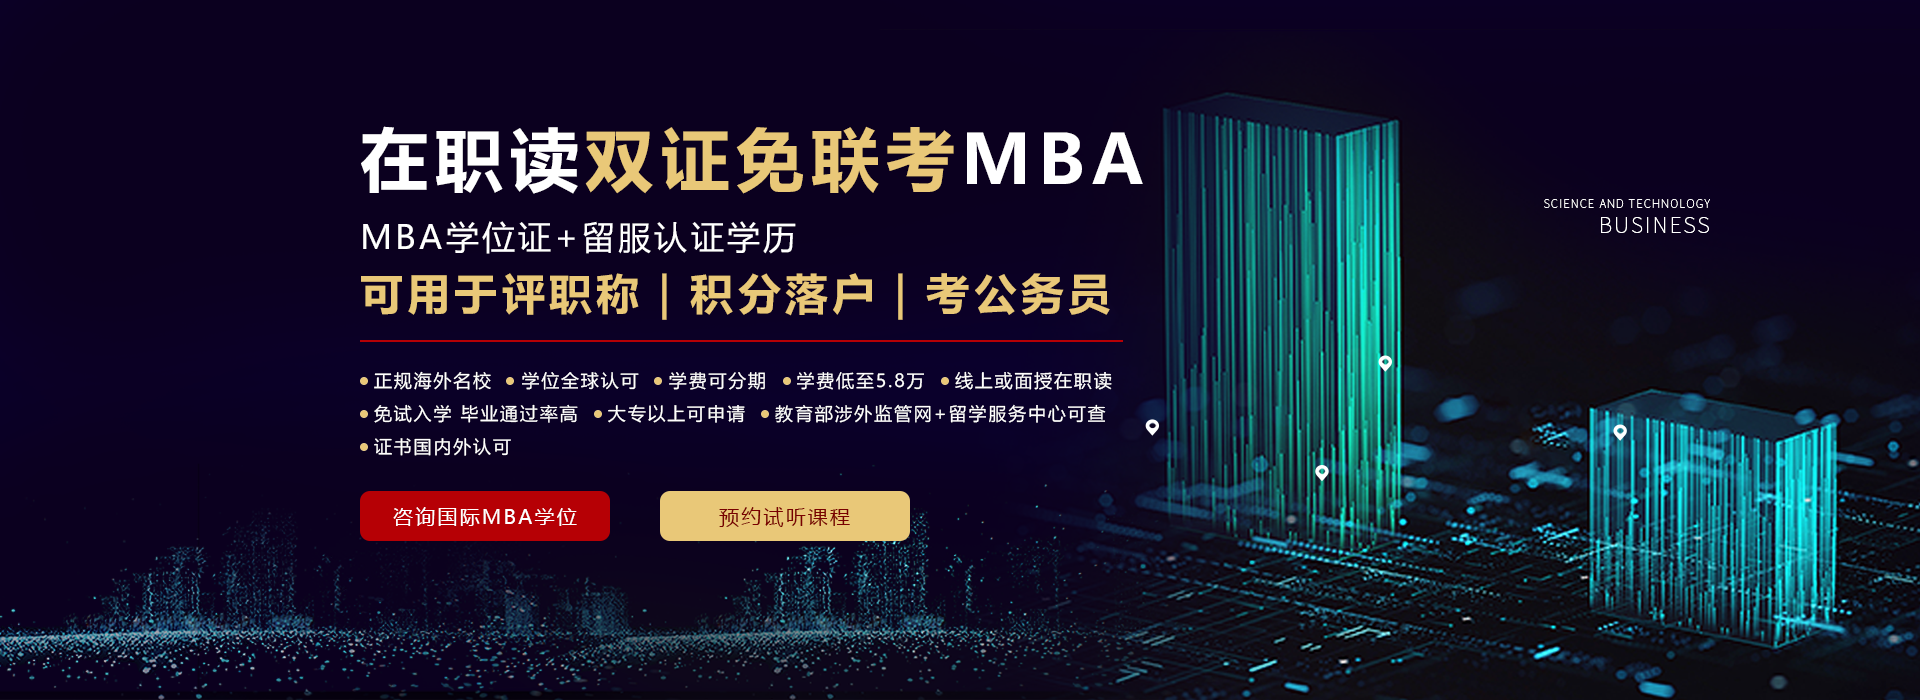 在职读双证免联考MBA
MBA学位证+留服认证学历
可用于评职称｜积分落户｜考公务员
正规海外名校 学位全球认可 学费可分期 学费低至5.8万 线上或面授在职读
免试入学 毕业通过率高 大专以上可申请 教育部涉外监管网+留学服务中心可查
证书国内外认可
咨询国际MBA学位 预约试听课程
SCIENCE AND TECHNOLOGY
BUSINESS